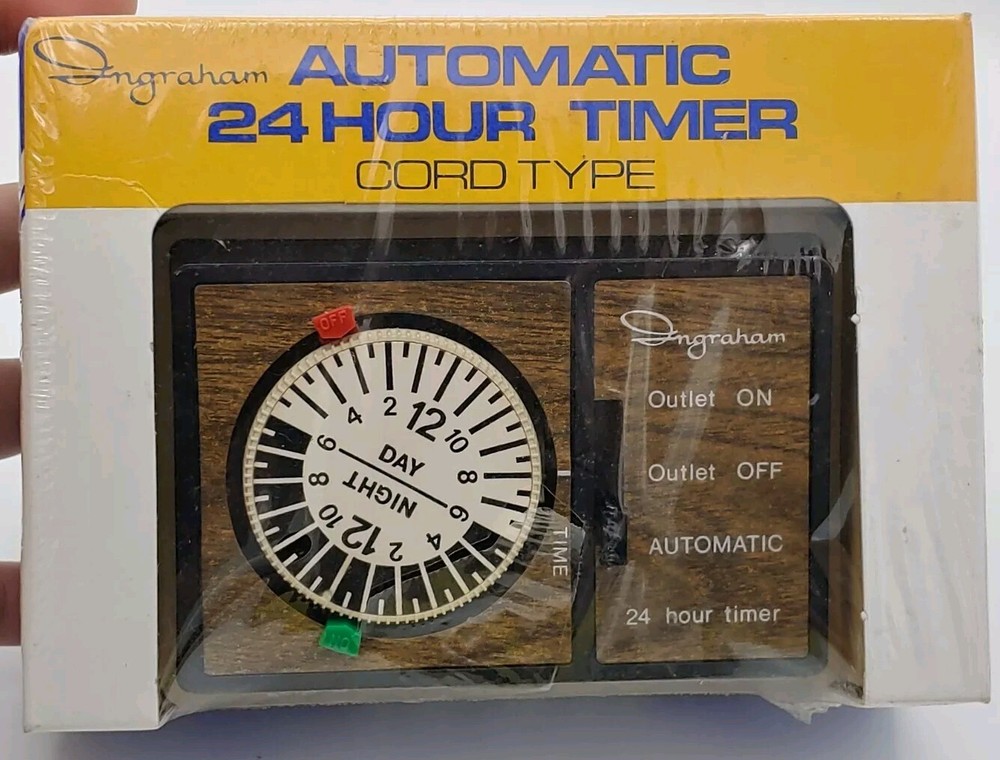 Ingraham AUTOMATIC
24 HOUR TIMER
CORD TYPE
OFF
Ingraham
Outlet ON
Outlet OFF
AUTOMATIC
24 hour timer
4 2 12 10 8 6
DAY
NIGHT
6 8 10 12 2 4
TIME
ON